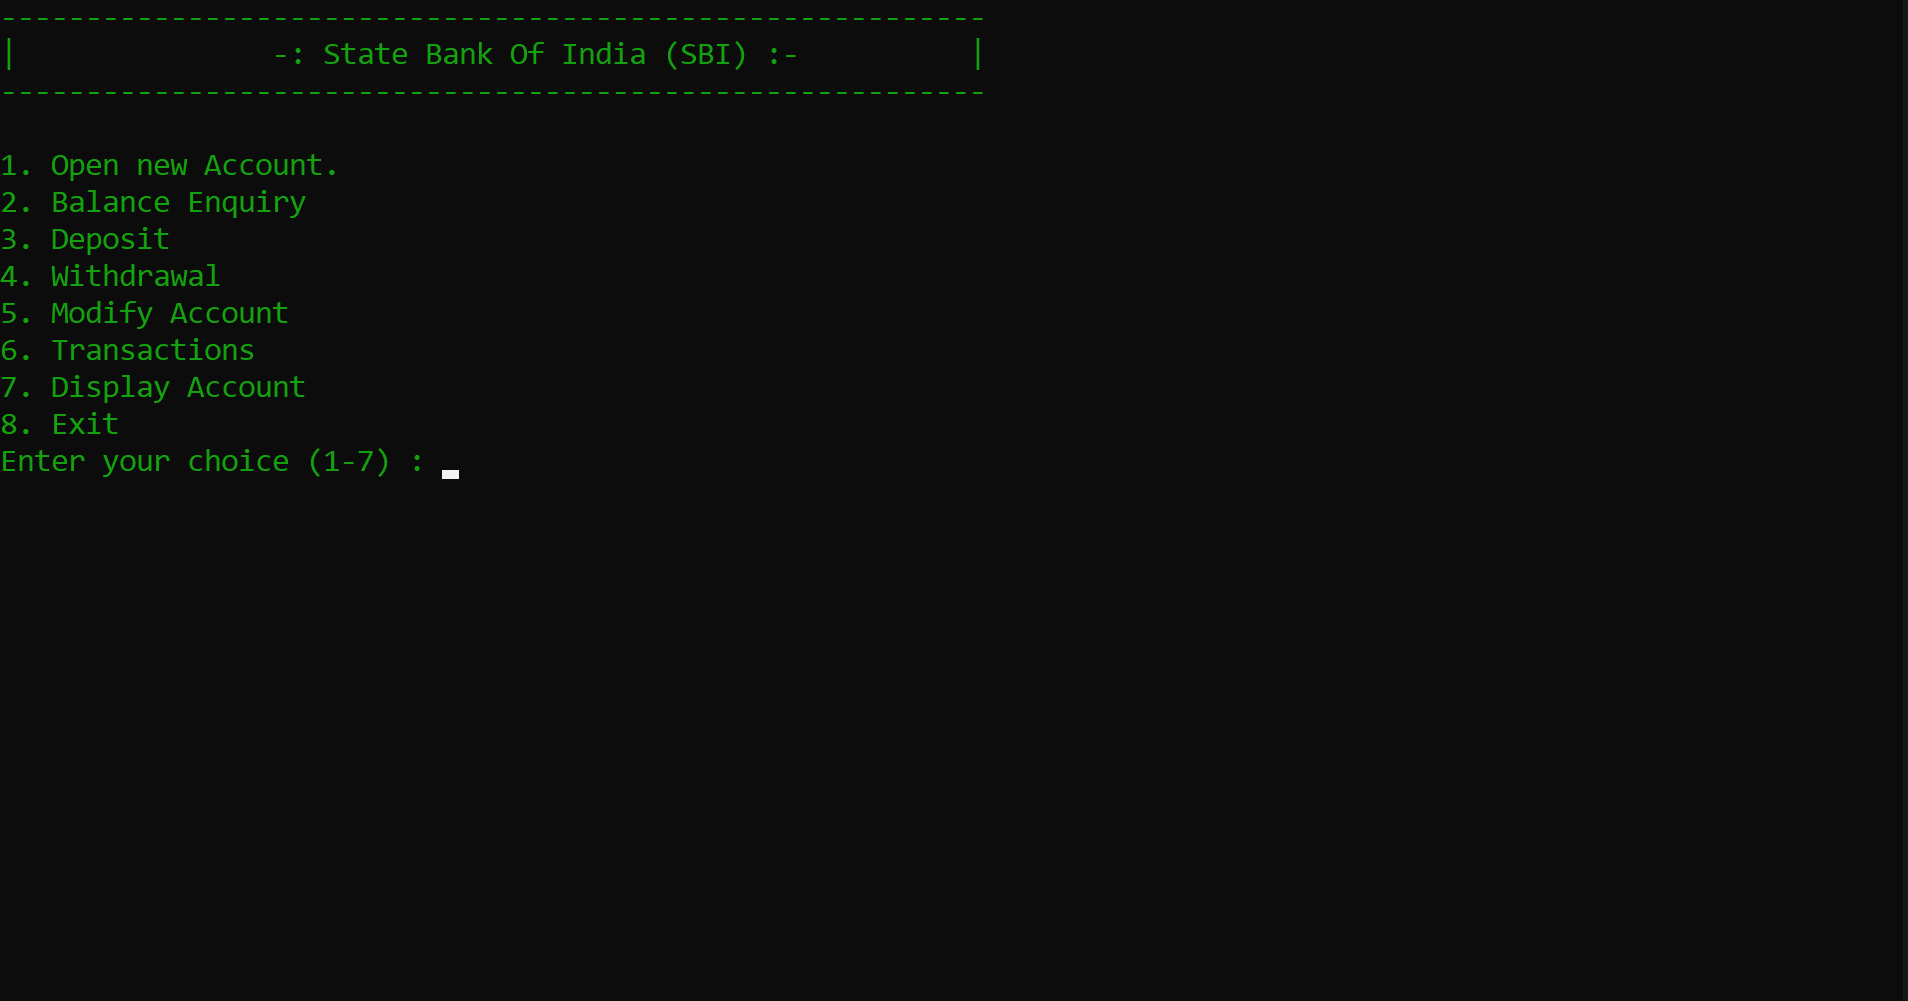 -----------------------------------------------------------
|               -: State Bank Of India (SBI) :-          |
-----------------------------------------------------------
1. Open new Account.
2. Balance Enquiry
3. Deposit
4. Withdrawal
5. Modify Account
6. Transactions
7. Display Account
8. Exit
Enter your choice (1-7) : _